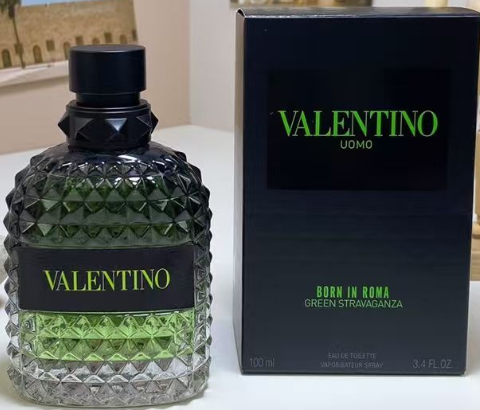 VALENTINO
VALENTINO
UOMO
BORN IN ROMA
GREEN STRAVAGANZA
EAU DE TOILETTE
VAPORISATEUR SPRAY
100 ml
3.4 FL.OZ.